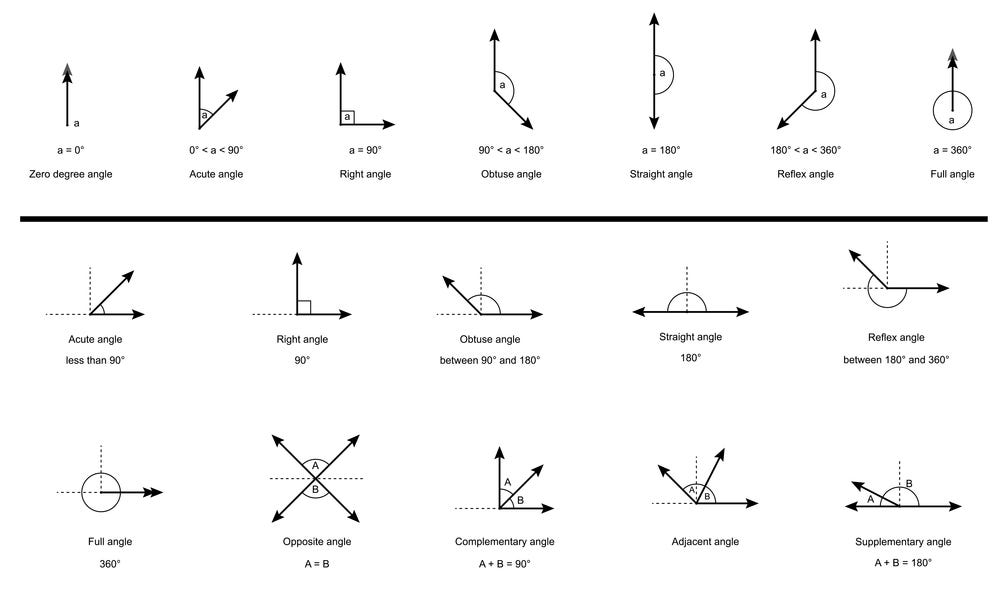 a
a
a
a
a
a
a
a = 0°
0° < a < 90°
a = 90°
90° < a < 180°
a = 180°
180° < a < 360°
a = 360°
Zero degree angle
Acute angle
Right angle
Obtuse angle
Straight angle
Reflex angle
Full angle
Acute angle
less than 90°
Right angle
90°
Obtuse angle
between 90° and 180°
Straight angle
180°
Reflex angle
between 180° and 360°
Full angle
360°
A
B
Opposite angle
A = B
A
B
Complementary angle
A + B = 90°
A
B
Adjacent angle
A
B
Supplementary angle
A + B = 180°